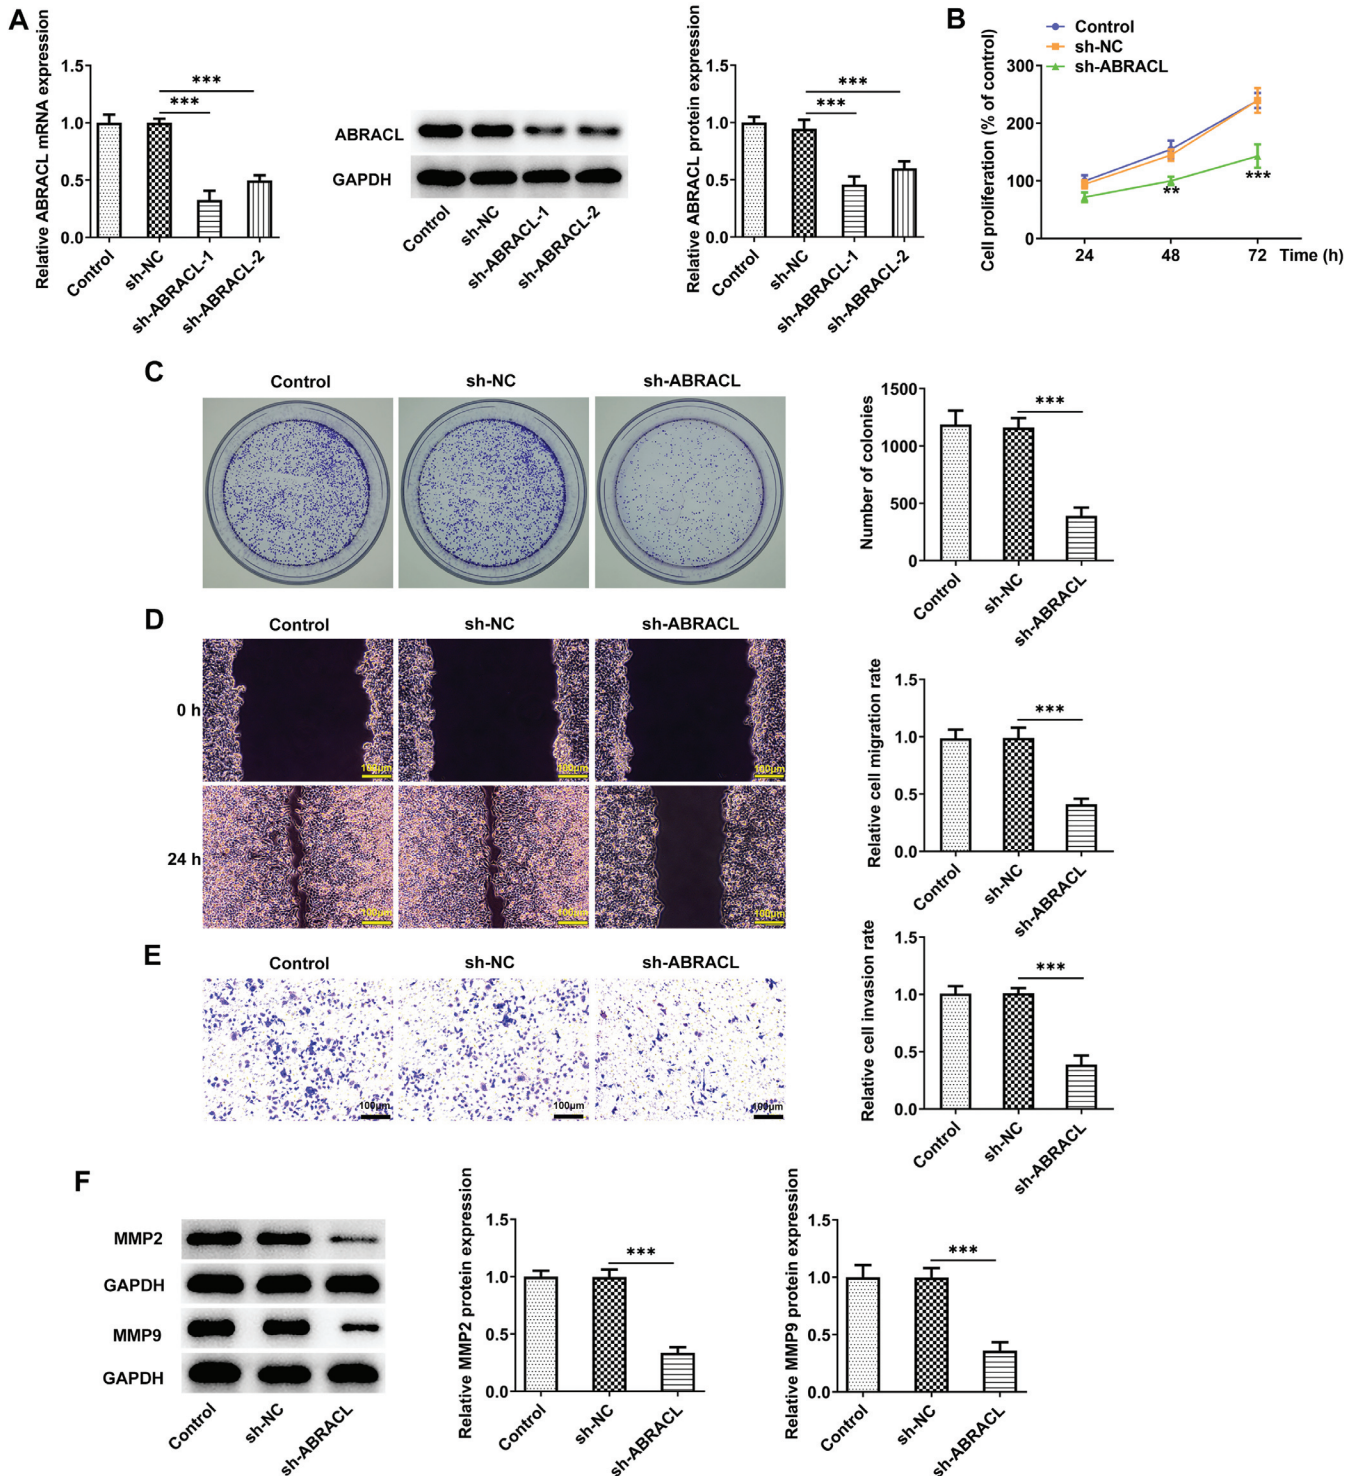 A
Relative ABRACL mRNA expression
1.5
1.0
0.5
0.0
***
***
Control
sh-NC
sh-ABRACL-1
sh-ABRACL-2
ABRACL
GAPDH
Control
sh-NC
sh-ABRACL-1
sh-ABRACL-2
Relative ABRACL protein expression
1.5
1.0
0.5
0.0
***
***
Control
sh-NC
sh-ABRACL-1
sh-ABRACL-2
B
Control
sh-NC
sh-ABRACL
Cell proliferation (% of control)
300
200
100
0
**
***
24 48 72 Time (h)
C
Control sh-NC sh-ABRACL
Number of colonies
1500
1000
500
0
***
Control
sh-NC
sh-ABRACL
D
Control sh-NC sh-ABRACL
0 h
100μm 100μm 100μm
24 h
100μm 100μm 100μm
Relative cell migration rate
1.5
1.0
0.5
0.0
***
Control
sh-NC
sh-ABRACL
E
Control sh-NC sh-ABRACL
100μm 100μm 100μm
Relative cell invasion rate
1.5
1.0
0.5
0.0
***
Control
sh-NC
sh-ABRACL
F
MMP2
GAPDH
MMP9
GAPDH
Control
sh-NC
sh-ABRACL
Relative MMP2 protein expression
1.5
1.0
0.5
0.0
***
Control
sh-NC
sh-ABRACL
Relative MMP9 protein expression
1.5
1.0
0.5
0.0
***
Control
sh-NC
sh-ABRACL